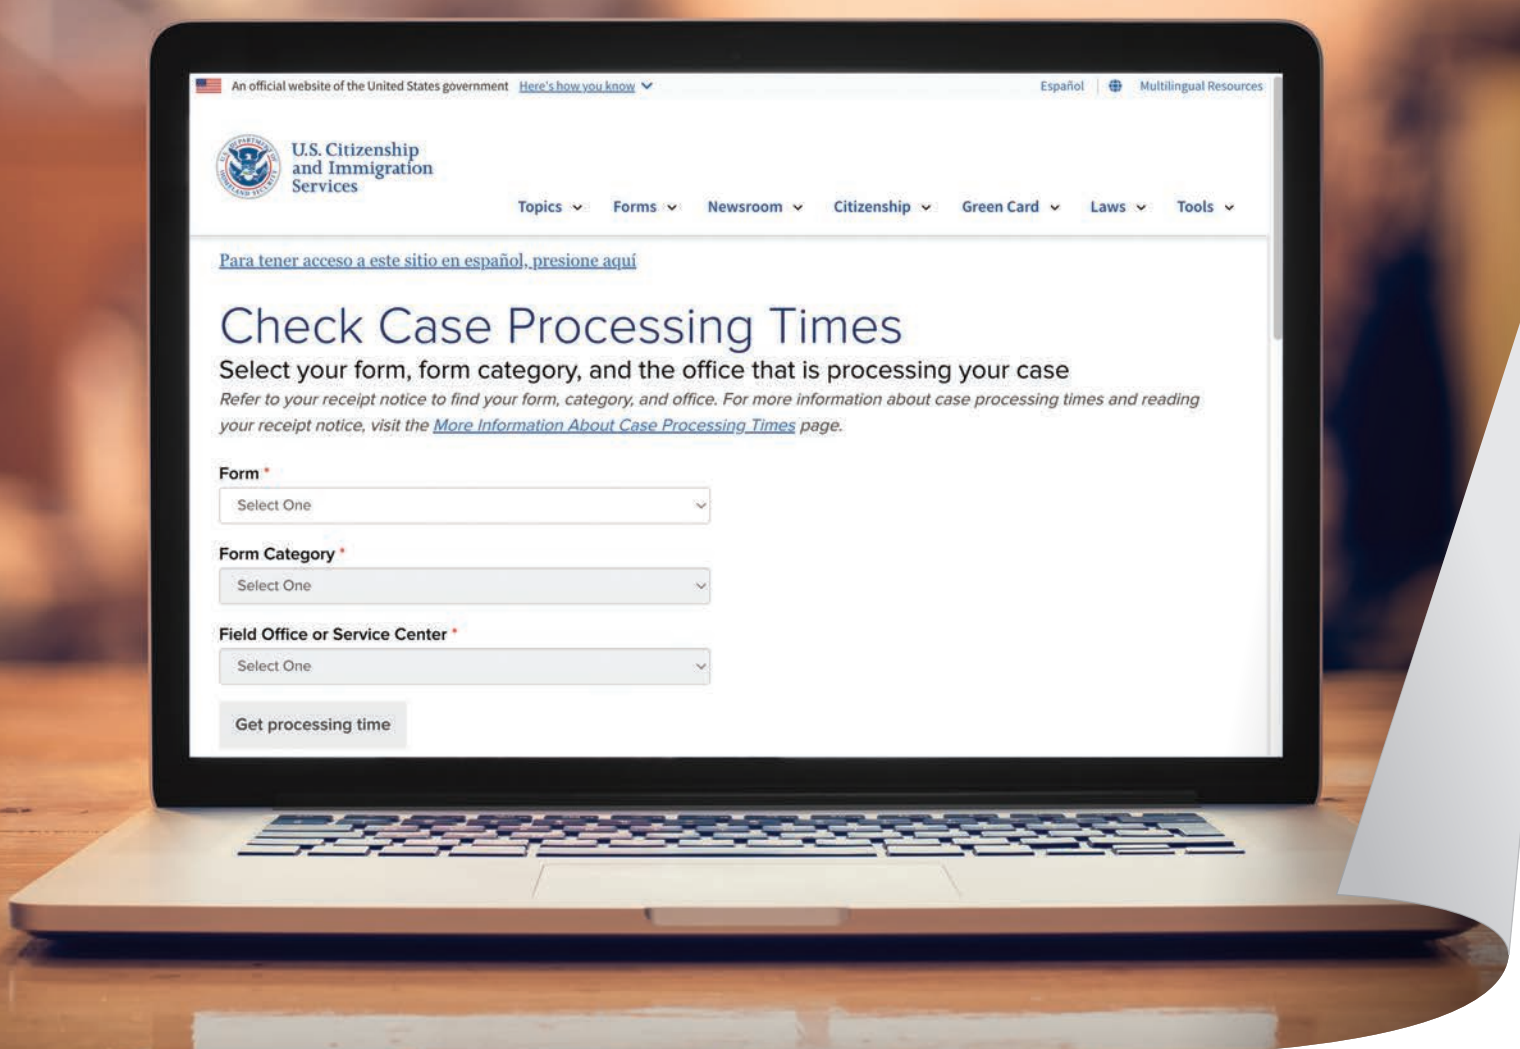 An official website of the United States government Here's how you know
Español Multilingual Resources
U.S. Citizenship
and Immigration
Services
Topics Forms Newsroom Citizenship Green Card Laws Tools
Para tener acceso a este sitio en español, presione aquí
Check Case Processing Times
Select your form, form category, and the office that is processing your case
Refer to your receipt notice to find your form, category, and office. For more information about case processing times and reading
your receipt notice, visit the More Information About Case Processing Times page.
Form *
Select One
Form Category *
Select One
Field Office or Service Center *
Select One
Get processing time